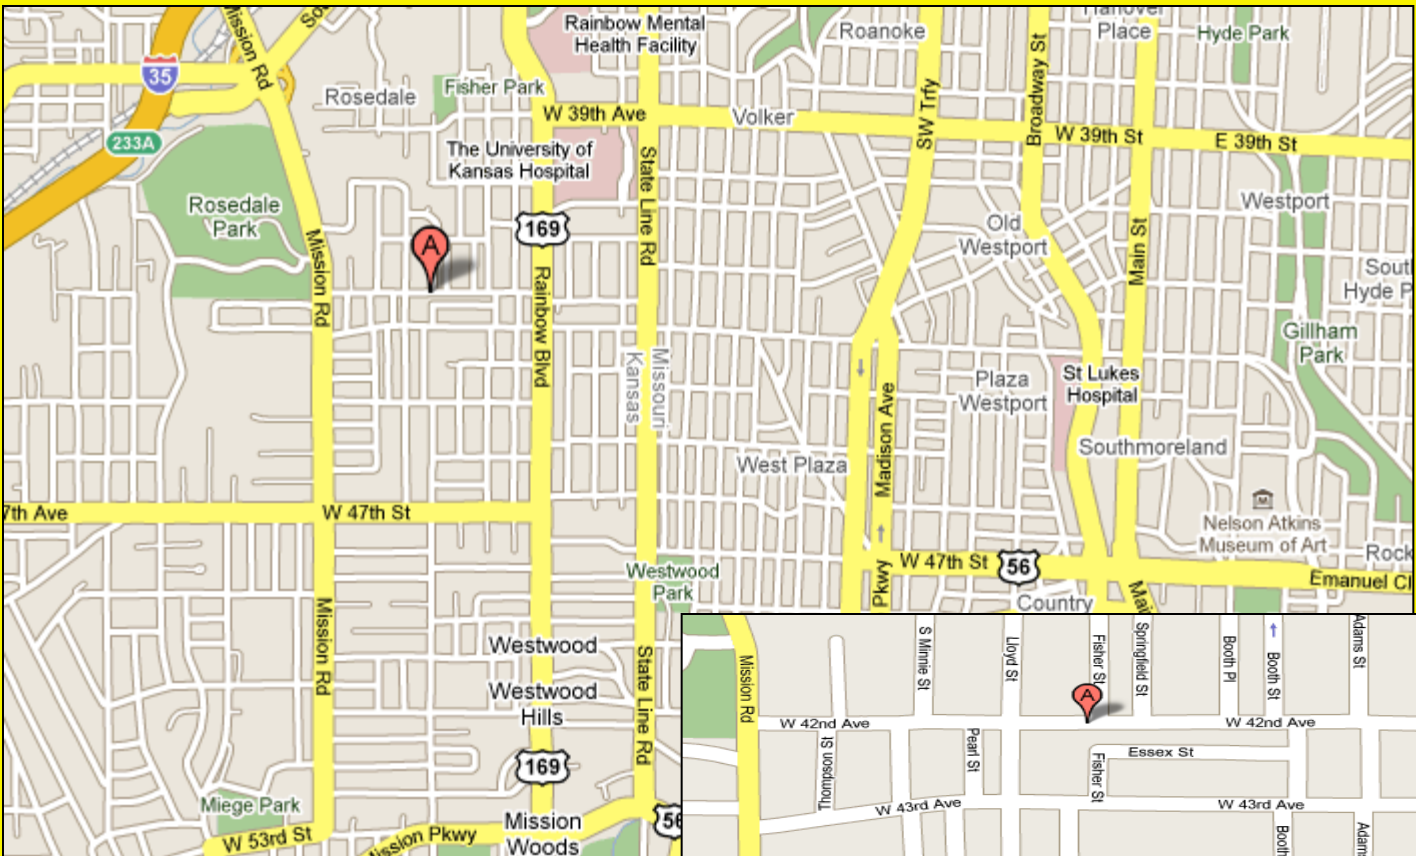 Mission Rd
So
Rainbow Mental
Health Facility
Roanoke
Hanover
Place
Hyde Park
35
Rosedale
Fisher Park
Broadway St
SW Trfy
W 39th Ave
Volker
W 39th St
E 39th St
233A
The University of
Kansas Hospital
State Line Rd
Rosedale
Park
Westport
A
169
Mission Rd
Old
Westport
Main St
South
Hyde P
Rainbow Blvd
Gillham
Park
Kansas
Missouri
Plaza
Westport
St Lukes
Hospital
Madison Ave
Southmoreland
West Plaza
7th Ave
W 47th St
M
Nelson Atkins
Museum of Art
Rock
W 47th St
56
Emanuel Cl
Westwood
Park
Pkwy
Country
Mai
Mission Rd
Westwood
State Line Rd
Westwood
Hills
169
Miege Park
W 53rd St
Mission Pkwy
Mission
Woods
56
Mission Rd
S Minnie St
Lloyd St
Fisher St
Springfield St
Booth Pl
Booth St
Adams St
A
W 42nd Ave
W 42nd Ave
Thompson St
Pearl St
Essex St
Fisher St
W 43rd Ave
W 43rd Ave
Booth
Adams